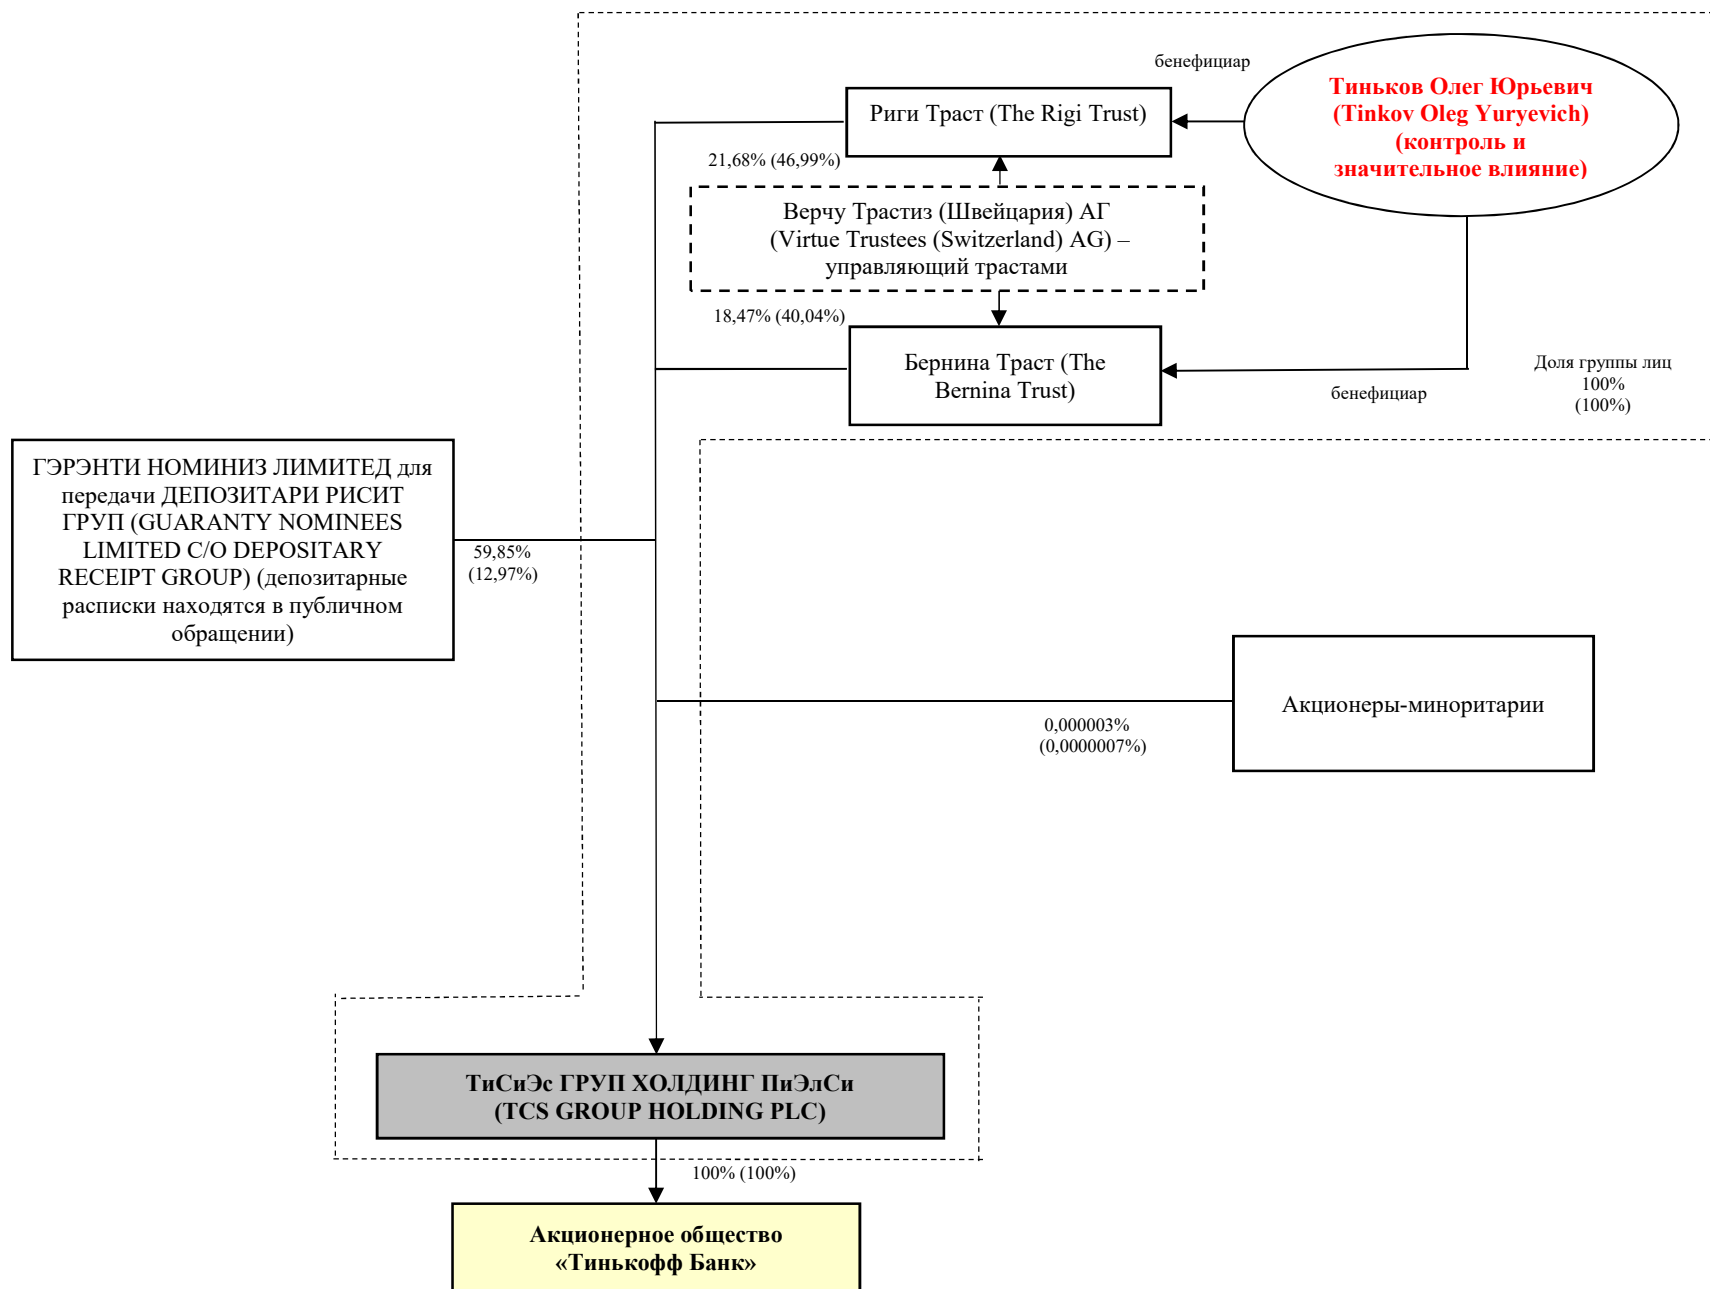 бенефициар
Тиньков Олег Юрьевич
(Tinkov Oleg Yuryevich)
(контроль и
значительное влияние)
Риги Траст (The Rigi Trust)
21,68% (46,99%)
Верчу Трастиз (Швейцария) АГ
(Virtue Trustees (Switzerland) AG) –
управляющий трастами
18,47% (40,04%)
Бернина Траст (The
Bernina Trust)
бенефициар
Доля группы лиц
100%
(100%)
ГЭРЭНТИ НОМИНИЗ ЛИМИТЕД для
передачи ДЕПОЗИТАРИ РИСИТ
ГРУП (GUARANTY NOMINEES
LIMITED C/O DEPOSITARY
RECEIPT GROUP) (депозитарные
расписки находятся в публичном
обращении)
59,85%
(12,97%)
Акционеры-миноритарии
0,000003%
(0,0000007%)
ТиСиЭс ГРУП ХОЛДИНГ ПиЭлСи
(TCS GROUP HOLDING PLC)
100% (100%)
Акционерное общество
«Тинькофф Банк»